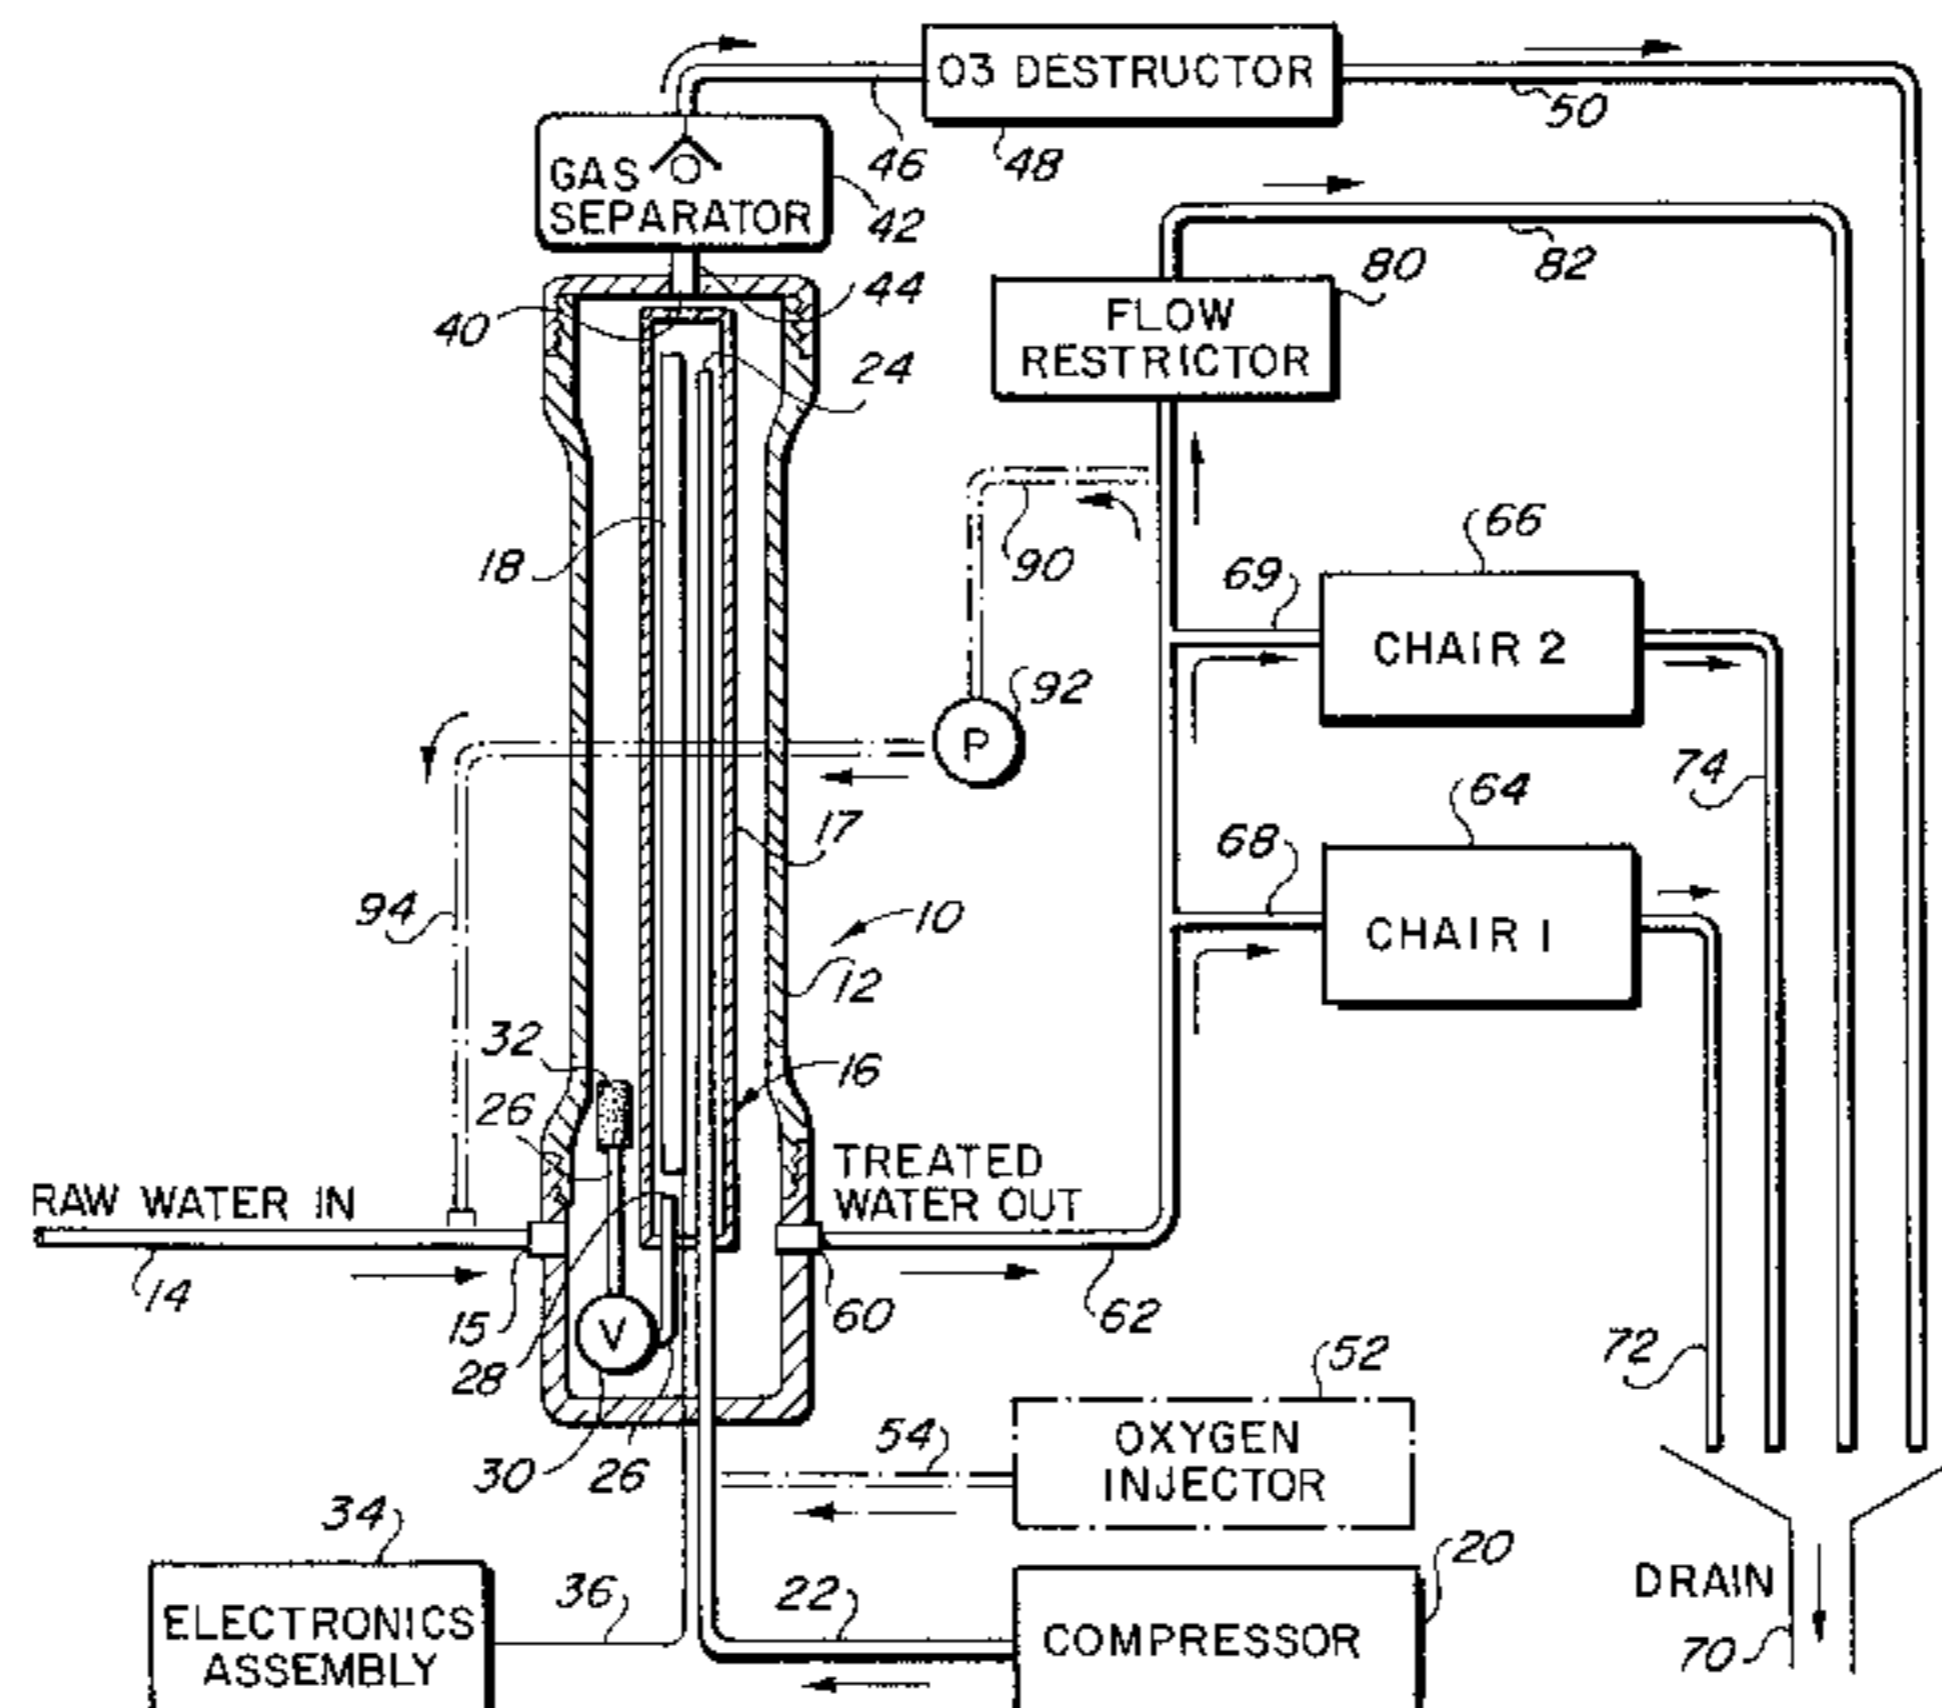 O3 DESTRUCTOR
50
46
48
GAS
SEPARATOR
42
82
80
44
40
FLOW
RESTRICTOR
24
66
18
90
69
CHAIR 2
92
P
74
64
17
68
94
10
CHAIR 1
12
32
16
26
TREATED
WATER OUT
RAW WATER IN
14
15
60
62
V
72
28
52
54
OXYGEN
INJECTOR
30
26
34
20
36
22
DRAIN
ELECTRONICS
ASSEMBLY
COMPRESSOR
70